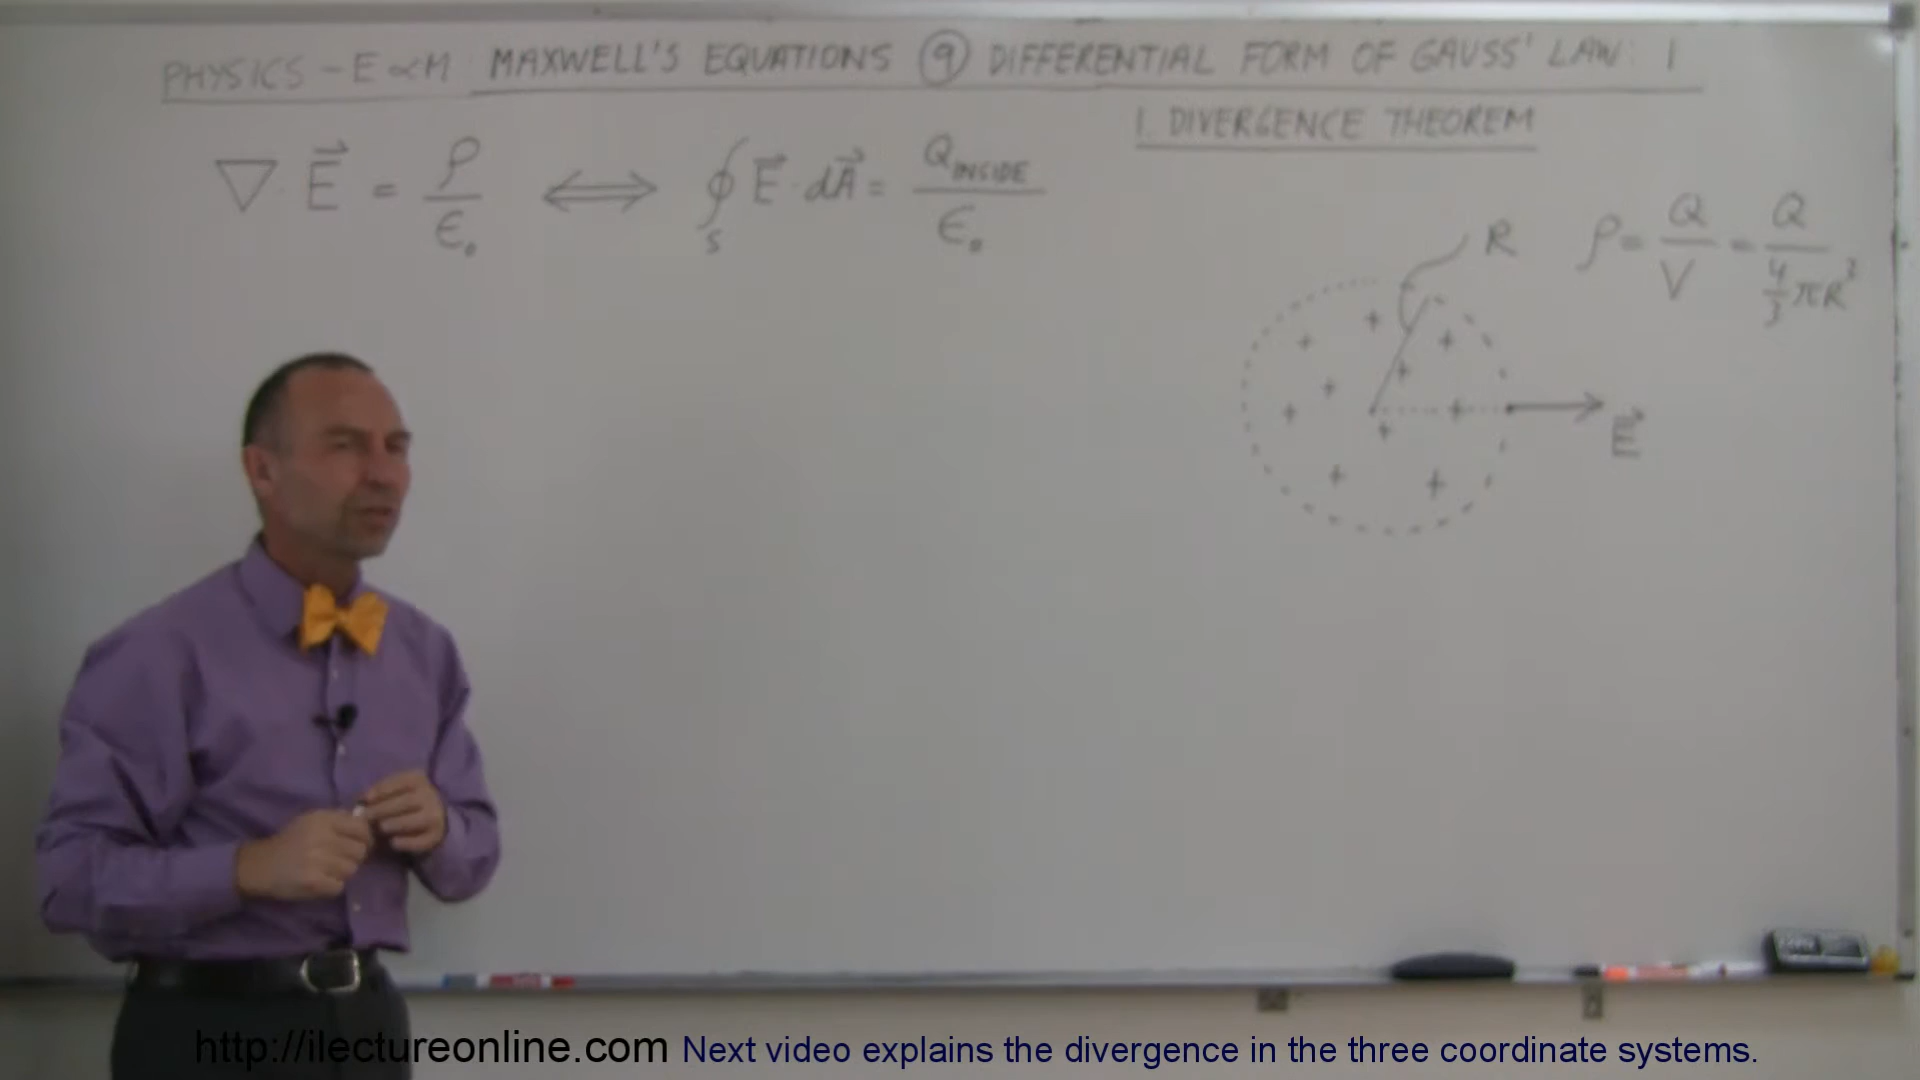 PHYSICS - E & M MAXWELL'S EQUATIONS ⑨ DIFFERENTIAL FORM OF GAUSS' LAW: 1
1. DIVERGENCE THEOREM
∇ · E⃗ = ρ/ϵ₀ ⟺ ∮ₛ E⃗ · dA⃗ = Q_INSIDE/ϵ₀
R
ρ = Q/V = Q/(4/3 πR³)
E⃗
http://ilectureonline.com Next video explains the divergence in the three coordinate systems.